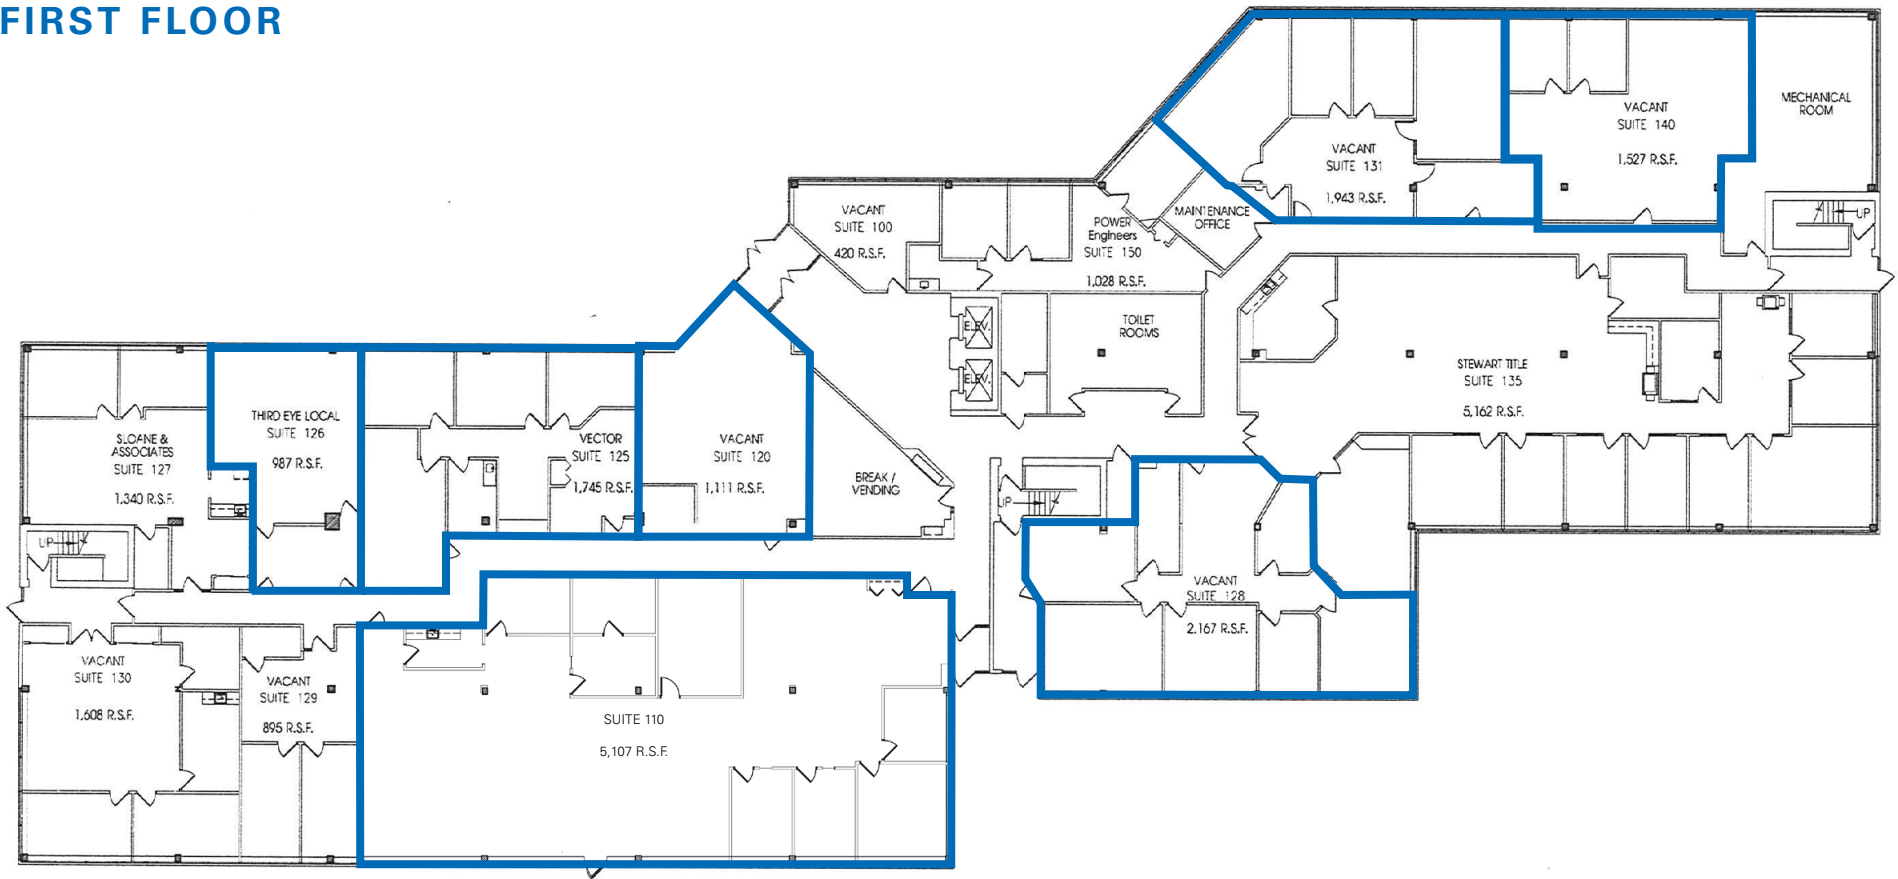 FIRST FLOOR
VACANT
SUITE 140
1,527 R.S.F.
MECHANICAL
ROOM
VACANT
SUITE 131
1,943 R.S.F.
UP
MAINTENANCE
OFFICE
POWER
Engineers
SUITE 150
1,028 R.S.F.
VACANT
SUITE 100
420 R.S.F.
ELEV.
ELEV.
TOILET
ROOMS
STEWART TITLE
SUITE 135
5,162 R.S.F.
THIRD EYE LOCAL
SUITE 126
987 R.S.F.
SLOANE &
ASSOCIATES
SUITE 127
1,340 R.S.F.
VECTOR
SUITE 125
1,745 R.S.F.
VACANT
SUITE 120
1,111 R.S.F.
BREAK /
VENDING
UP
UP
VACANT
SUITE 128
2,167 R.S.F.
VACANT
SUITE 130
1,608 R.S.F.
VACANT
SUITE 129
895 R.S.F.
SUITE 110
5,107 R.S.F.